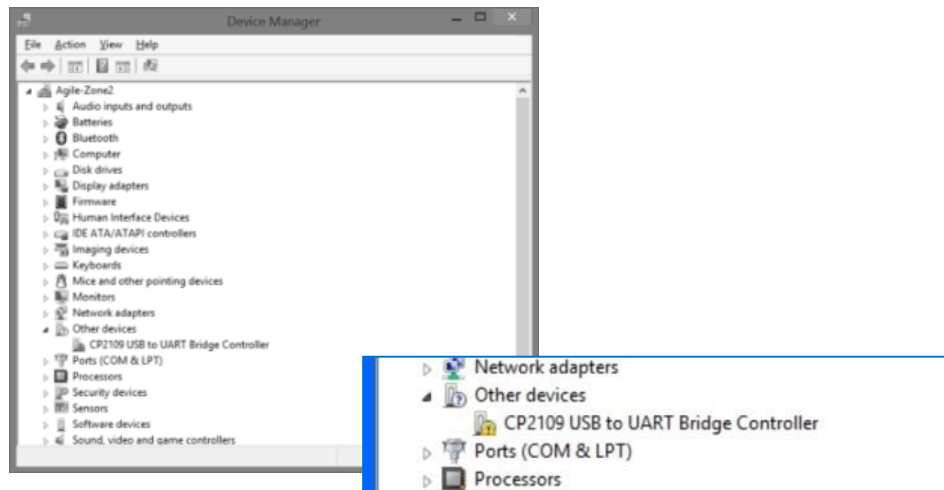 Device Manager
File Action View Help
Agile-Zone2
Audio inputs and outputs
Batteries
Bluetooth
Computer
Disk drives
Display adapters
Firmware
Human Interface Devices
IDE ATA/ATAPI controllers
Imaging devices
Keyboards
Mice and other pointing devices
Monitors
Network adapters
Other devices
CP2109 USB to UART Bridge Controller
Ports (COM & LPT)
Processors
Security devices
Sensors
Software devices
Sound, video and game controllers
Network adapters
Other devices
CP2109 USB to UART Bridge Controller
Ports (COM & LPT)
Processors